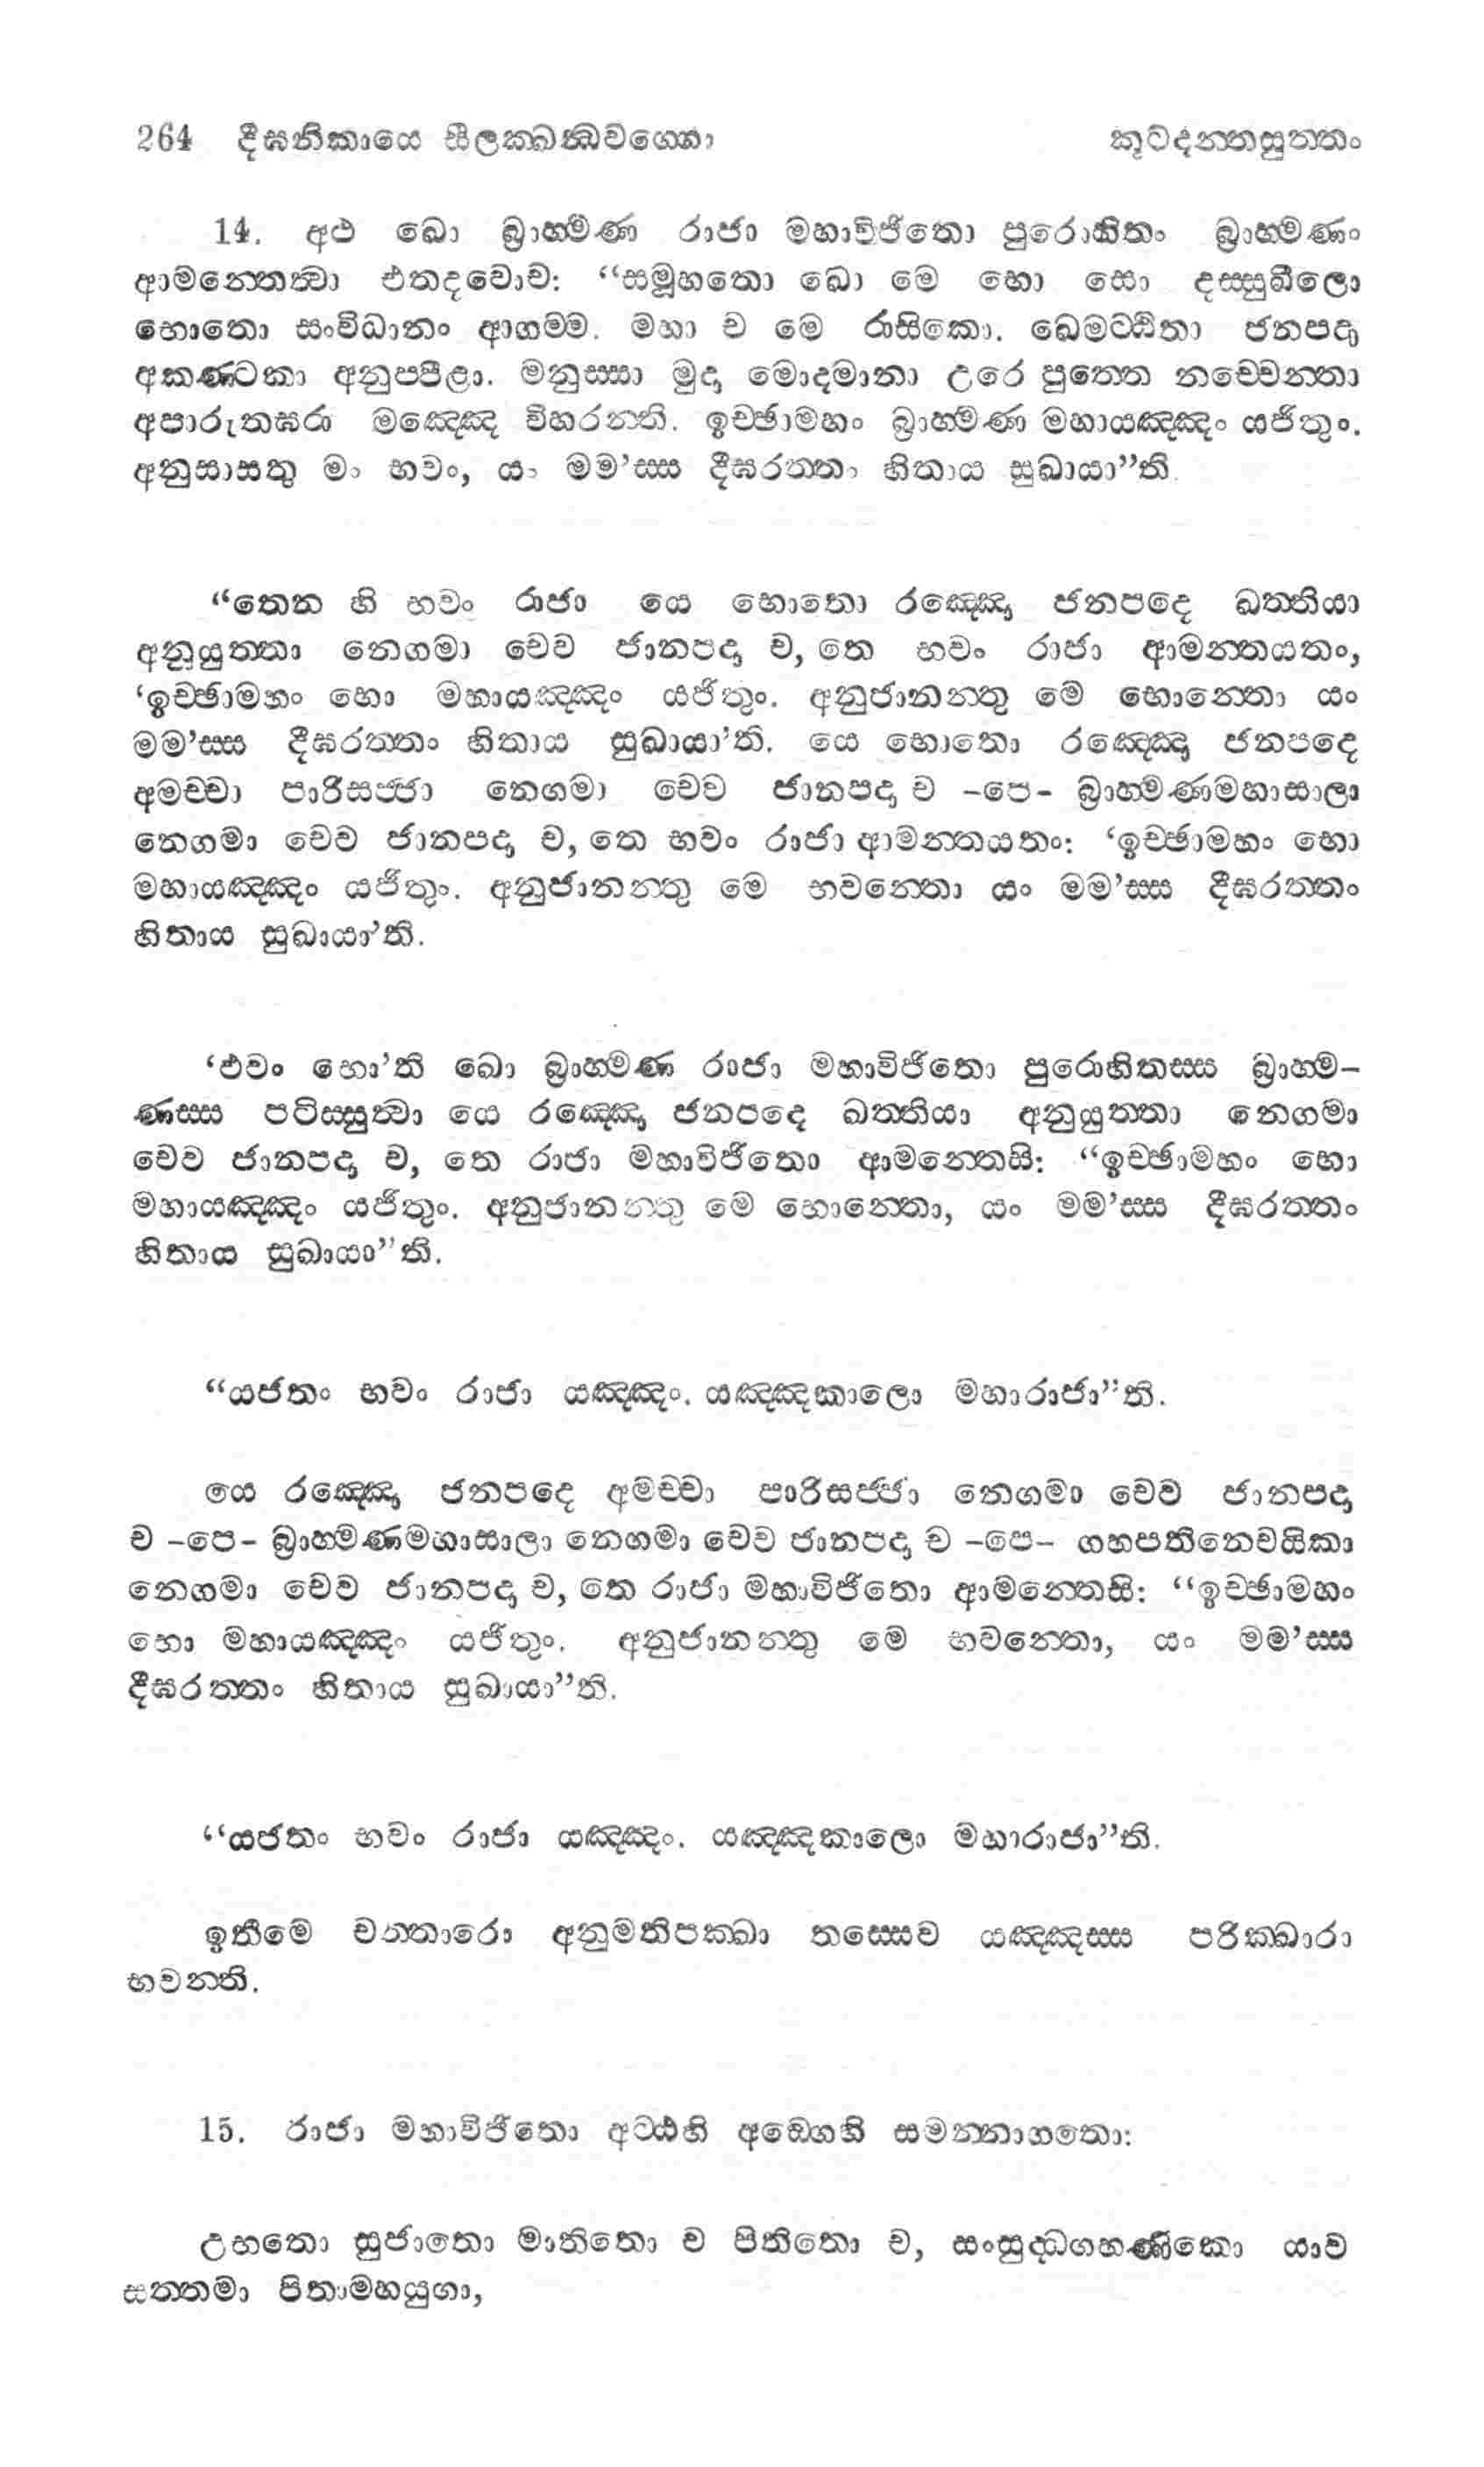 264 දීඝනිකායෙ සීලක්ඛන්ධවග්ගො කූටදන්තසුත්තං
14. අථ ඛො බ්‍රාහ්මණ රාජා මහාවිජිතො පුරොහිතං බ්‍රාහ්මණං
ආමන්තෙත්වා එතදවොච: “සමූහතො ඛො මෙ භො සො දස්සුඛීලො
භොතො සංවිධානං ආගම්ම. මහා ච මෙ රාසිකො. ඛෙමට්ඨිතා ජනපදා
අකණ්ටකා අනුප්පීළා. මනුස්සා මුදා මොදමානා උරෙ පුත්තෙ නච්චෙන්තා
අපාරුතඝරා මඤ්ඤෙ විහරන්ති. ඉච්ඡාමහං බ්‍රාහ්මණ මහායඤ්ඤං යජිතුං.
අනුසාසතු මං භවං, යං මම’ස්ස දීඝරත්තං හිතාය සුඛායා”ති.
“තෙන හි භවං රාජා යෙ භොතො රඤ්ඤො ජනපදෙ ඛත්තියා
අනුයුත්තා නෙගමා චෙව ජානපදා ච, තෙ භවං රාජා ආමන්තයතං,
‘ඉච්ඡාමහං භො මහායඤ්ඤං යජිතුං. අනුජානන්තු මෙ භොන්තො යං
මම’ස්ස දීඝරත්තං හිතාය සුඛායා’ති. යෙ භොතො රඤ්ඤො ජනපදෙ
අමච්චා පාරිසජ්ජා නෙගමා චෙව ජානපදා ච -පෙ- බ්‍රාහ්මණමහාසාලා
නෙගමා චෙව ජානපදා ච, තෙ භවං රාජා ආමන්තයතං: ‘ඉච්ඡාමහං භො
මහායඤ්ඤං යජිතුං. අනුජානන්තු මෙ භවන්තො යං මම’ස්ස දීඝරත්තං
හිතාය සුඛායා’ති.
‘එවං භො’ති ඛො බ්‍රාහ්මණ රාජා මහාවිජිතො පුරොහිතස්ස බ්‍රාහ්ම-
ණස්ස පටිස්සුත්වා යෙ රඤ්ඤො ජනපදෙ ඛත්තියා අනුයුත්තා නෙගමා
චෙව ජානපදා ච, තෙ රාජා මහාවිජිතො ආමන්තෙසි: “ඉච්ඡාමහං භො
මහායඤ්ඤං යජිතුං. අනුජානන්තු මෙ භොන්තො, යං මම’ස්ස දීඝරත්තං
හිතාය සුඛායා”ති.
“යජතං භවං රාජා යඤ්ඤං. යඤ්ඤකාලො මහාරාජා”ති.
යෙ රඤ්ඤො ජනපදෙ අමච්චා පාරිසජ්ජා නෙගමා චෙව ජානපදා
ච -පෙ- බ්‍රාහ්මණමහාසාලා නෙගමා චෙව ජානපදා ච -පෙ- ගහපතිනෙචයිකා
නෙගමා චෙව ජානපදා ච, තෙ රාජා මහාවිජිතො ආමන්තෙසි: “ඉච්ඡාමහං
භො මහායඤ්ඤං යජිතුං. අනුජානන්තු මෙ භවන්තො, යං මම’ස්ස
දීඝරත්තං හිතාය සුඛායා”ති.
“යජතං භවං රාජා යඤ්ඤං. යඤ්ඤකාලො මහාරාජා”ති.
ඉතීමෙ චත්තාරො අනුමතිපක්ඛා තස්සෙව යඤ්ඤස්ස පරික්ඛාරා
භවන්ති.
15. රාජා මහාවිජිතො අට්ඨහි අඞ්ගෙහි සමන්නාගතො:
උභතො සුජාතො මාතිතො ච පිතිතො ච, සංසුද්ධගහණිකො යාව
සත්තමා පිතාමහයුගා,